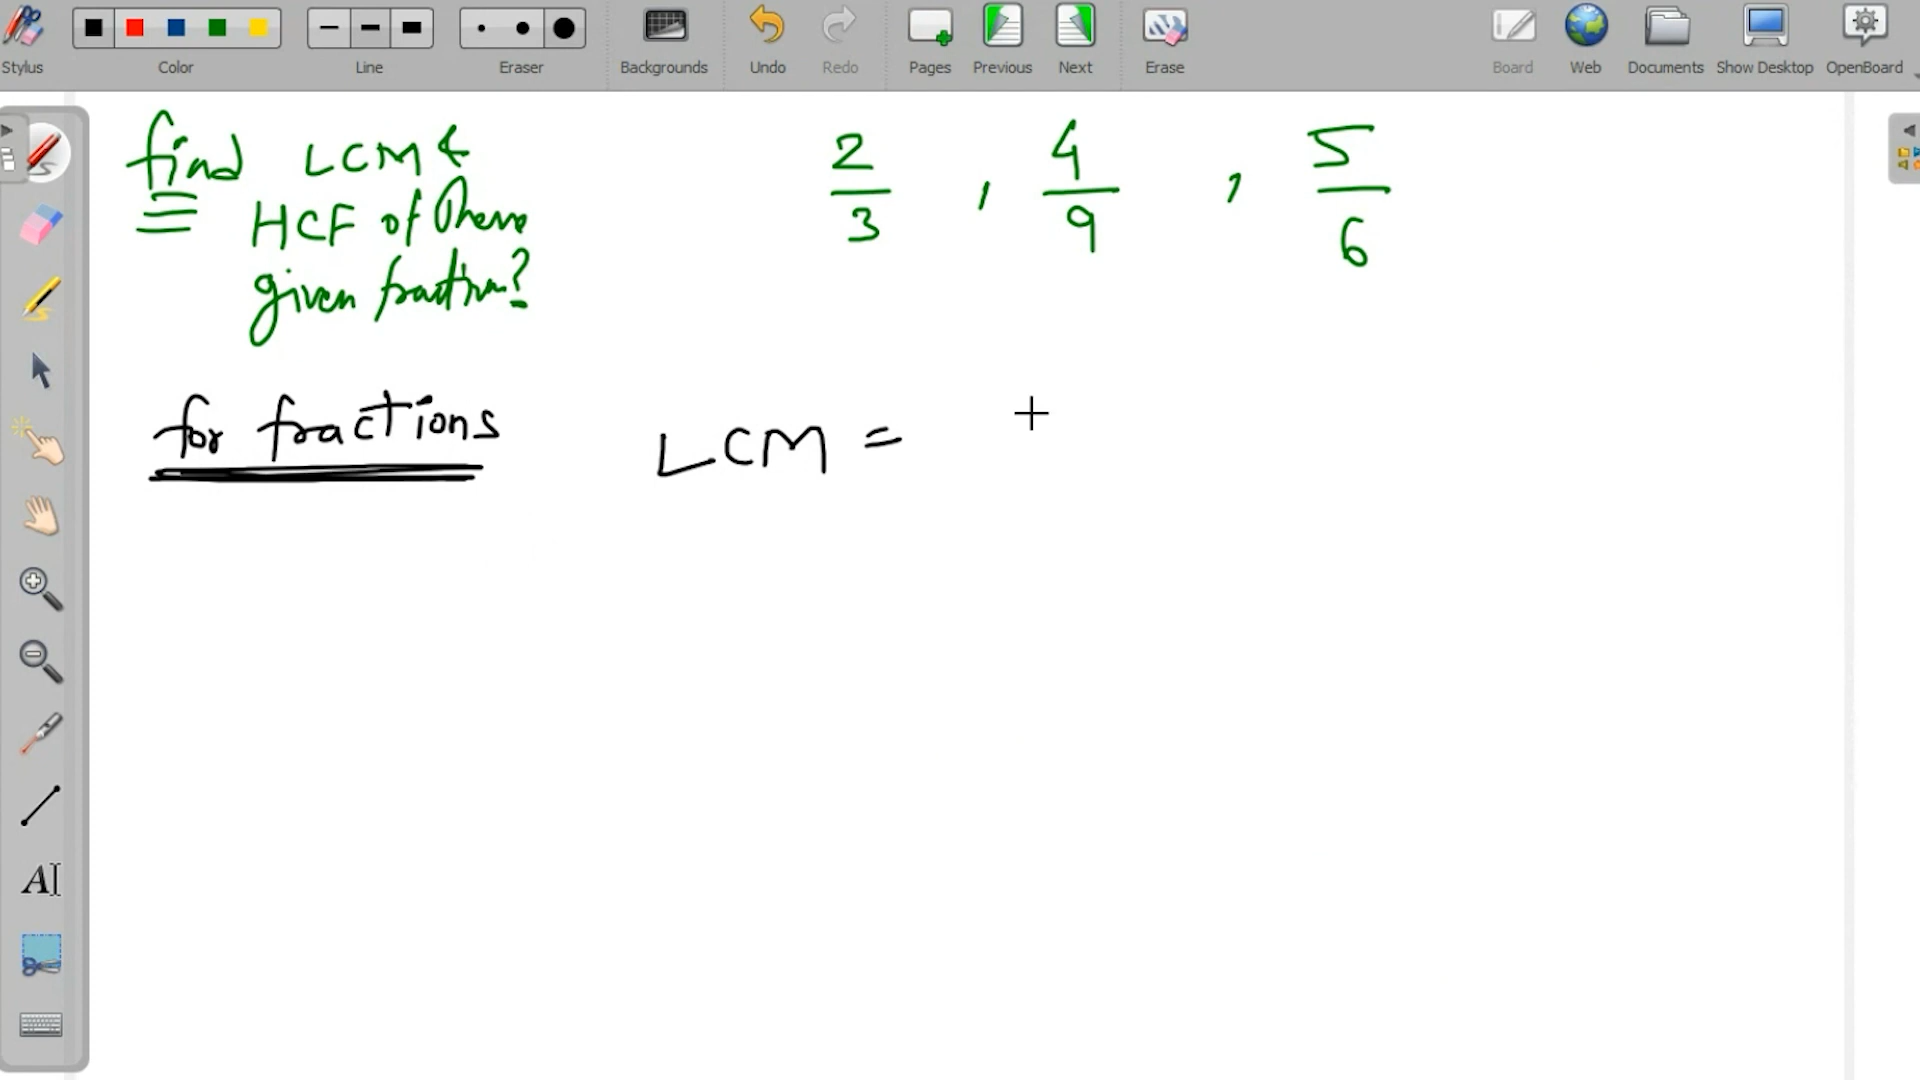 Stylus Color Line Eraser Backgrounds Undo Redo Pages Previous Next Erase Board Web Documents Show Desktop OpenBoard
find LCM &
HCF of these
given fraction?
2/3 , 4/9 , 5/6
for fractions LCM =